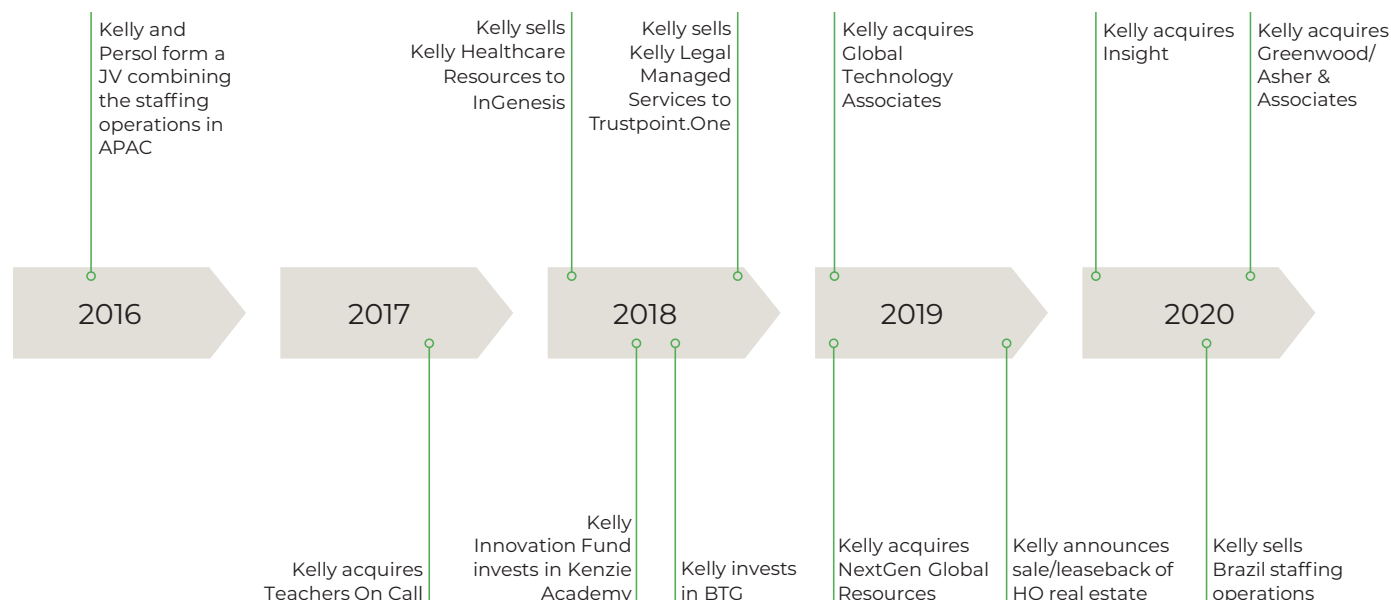 Kelly and
Persol form a
JV combining
the staffing
operations in
APAC
Kelly sells
Kelly Healthcare
Resources to
InGenesis
Kelly sells
Kelly Legal
Managed
Services to
Trustpoint.One
Kelly acquires
Global
Technology
Associates
Kelly acquires
Insight
Kelly acquires
Greenwood/
Asher &
Associates
2016
2017
2018
2019
2020
Kelly acquires
Teachers On Call
Kelly
Innovation Fund
invests in Kenzie
Academy
Kelly invests
in BTG
Kelly acquires
NextGen Global
Resources
Kelly announces
sale/leaseback of
HQ real estate
Kelly sells
Brazil staffing
operations